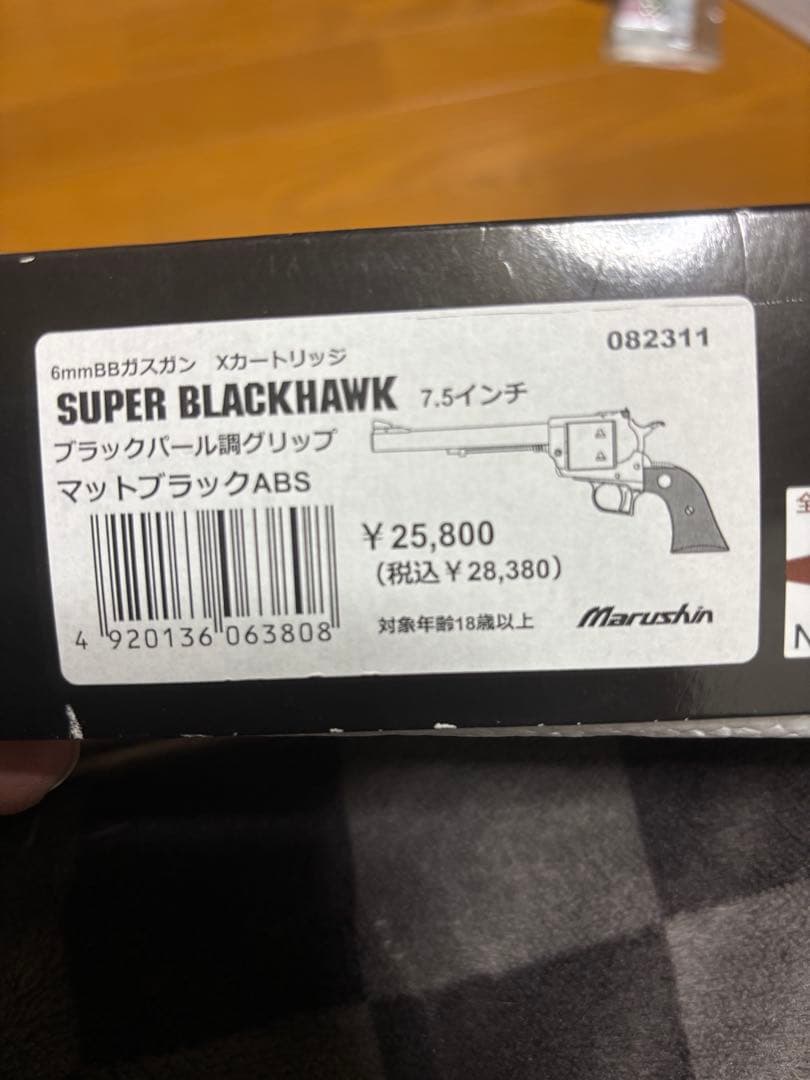 082311
6mmBBガスガン Xカートリッジ
SUPER BLACKHAWK 7.5インチ
ブラックパール調グリップ
マットブラックABS
¥25,800
(税込¥28,380)
4 920136 063808
対象年齢18歳以上
Marushin
全
N